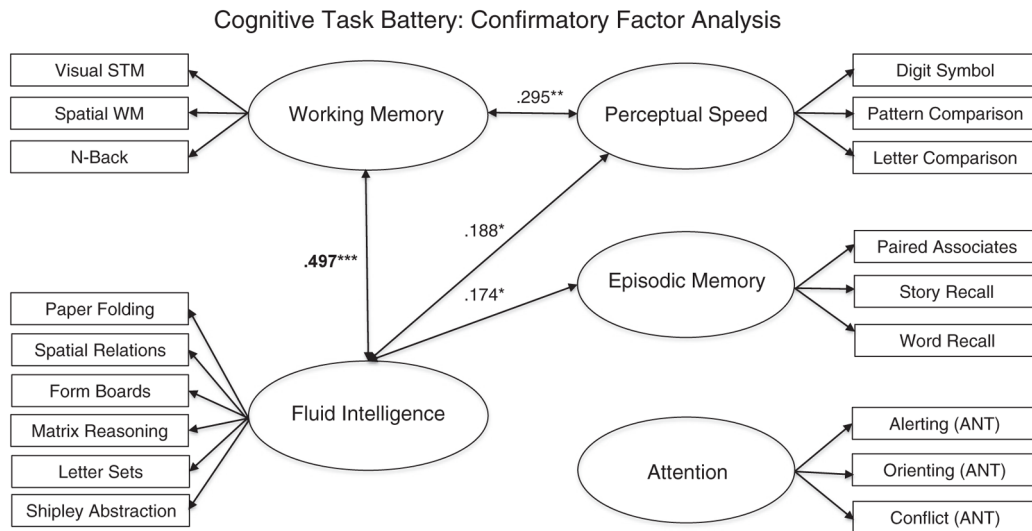 Cognitive Task Battery: Confirmatory Factor Analysis
Visual STM
Spatial WM
N-Back
Working Memory
.295**
Perceptual Speed
Digit Symbol
Pattern Comparison
Letter Comparison
.497***
.188*
.174*
Episodic Memory
Paired Associates
Story Recall
Word Recall
Paper Folding
Spatial Relations
Form Boards
Matrix Reasoning
Letter Sets
Shipley Abstraction
Fluid Intelligence
Attention
Alerting (ANT)
Orienting (ANT)
Conflict (ANT)